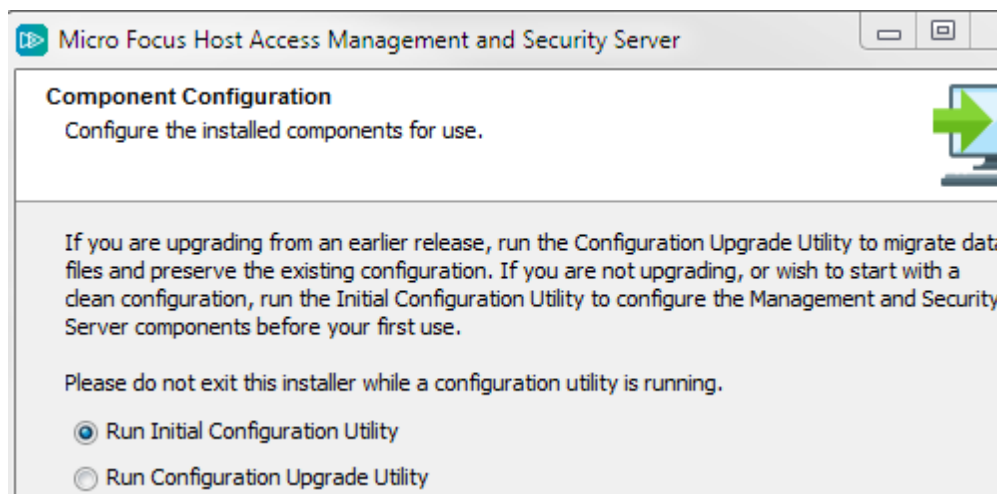 Micro Focus Host Access Management and Security Server
Component Configuration
Configure the installed components for use.
If you are upgrading from an earlier release, run the Configuration Upgrade Utility to migrate data
files and preserve the existing configuration. If you are not upgrading, or wish to start with a
clean configuration, run the Initial Configuration Utility to configure the Management and Security
Server components before your first use.
Please do not exit this installer while a configuration utility is running.
Run Initial Configuration Utility
Run Configuration Upgrade Utility